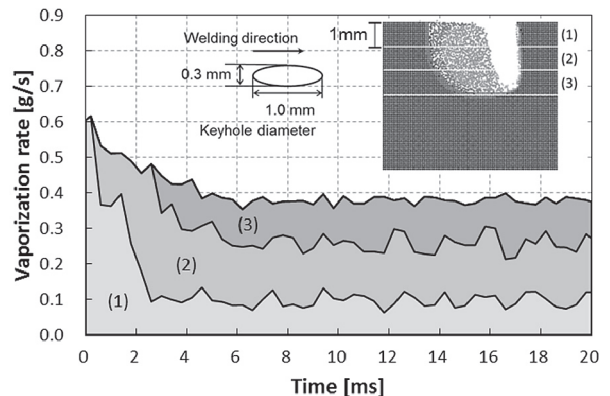 Vaporization rate [g/s]
0.9
0.8
0.7
0.6
0.5
0.4
0.3
0.2
0.1
0.0
Welding direction
0.3 mm
1.0 mm
Keyhole diameter
1mm
(1)
(2)
(3)
(1)
(2)
(3)
0 2 4 6 8 10 12 14 16 18 20
Time [ms]